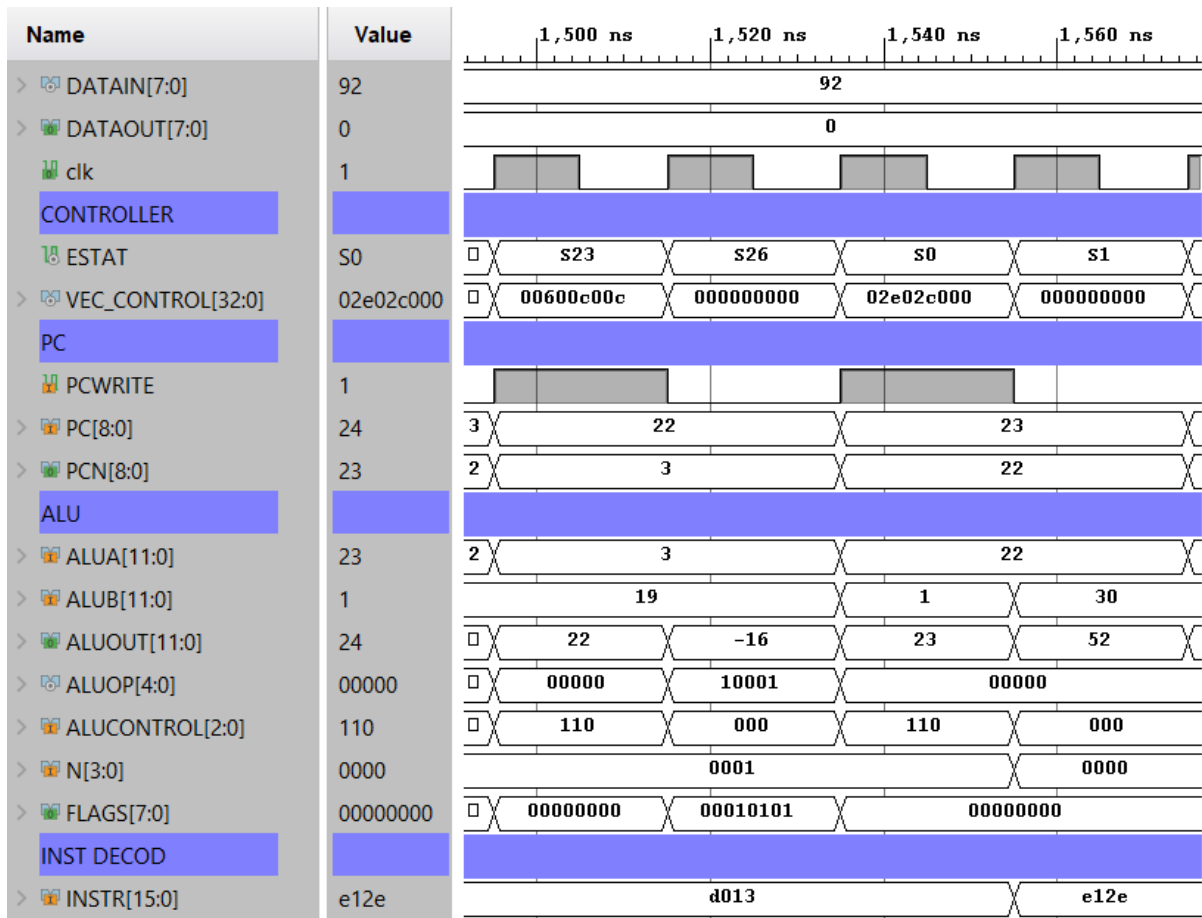 Name Value 1,500 ns 1,520 ns 1,540 ns 1,560 ns
DATAIN[7:0] 92 92
DATAOUT[7:0] 0 0
clk 1
CONTROLLER
ESTAT S0 S23 S26 S0 S1
VEC_CONTROL[32:0] 02e02c000 00600c00c 000000000 02e02c000 000000000
PC
PCWRITE 1
PC[8:0] 24 3 22 23
PCN[8:0] 23 2 3 22
ALU
ALUA[11:0] 23 2 3 22
ALUB[11:0] 1 19 1 30
ALUOUT[11:0] 24 22 -16 23 52
ALUOP[4:0] 00000 00000 10001 00000
ALUCONTROL[2:0] 110 110 000 110 000
N[3:0] 0000 0001 0000
FLAGS[7:0] 00000000 00000000 00010101 00000000
INST DECOD
INSTR[15:0] e12e d013 e12e